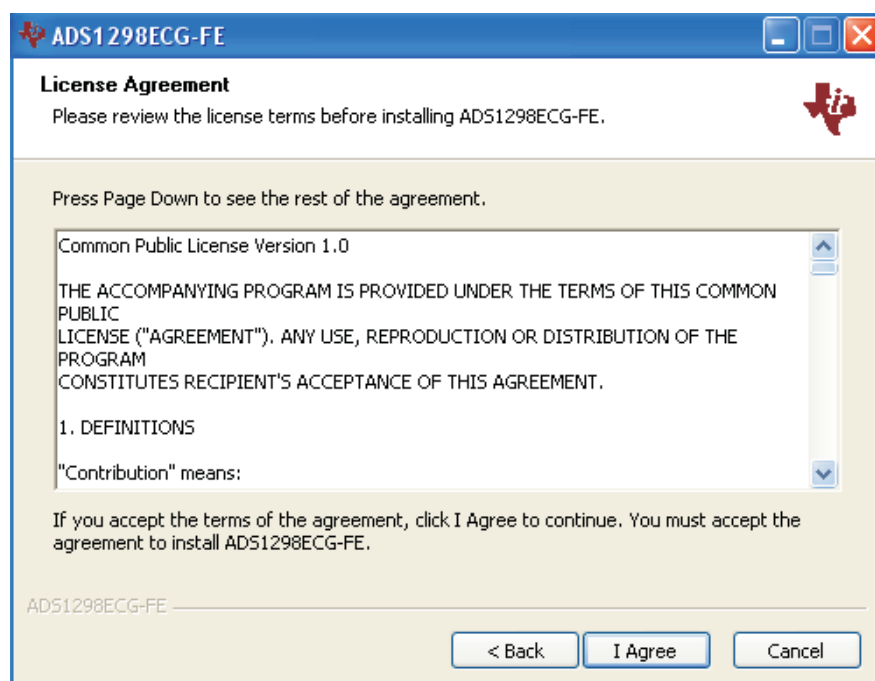 ADS1298ECG-FE
License Agreement
Please review the license terms before installing ADS1298ECG-FE.
Press Page Down to see the rest of the agreement.
Common Public License Version 1.0
THE ACCOMPANYING PROGRAM IS PROVIDED UNDER THE TERMS OF THIS COMMON
PUBLIC
LICENSE ("AGREEMENT"). ANY USE, REPRODUCTION OR DISTRIBUTION OF THE
PROGRAM
CONSTITUTES RECIPIENT'S ACCEPTANCE OF THIS AGREEMENT.
1. DEFINITIONS
"Contribution" means:
If you accept the terms of the agreement, click I Agree to continue. You must accept the
agreement to install ADS1298ECG-FE.
ADS1298ECG-FE
< Back I Agree Cancel